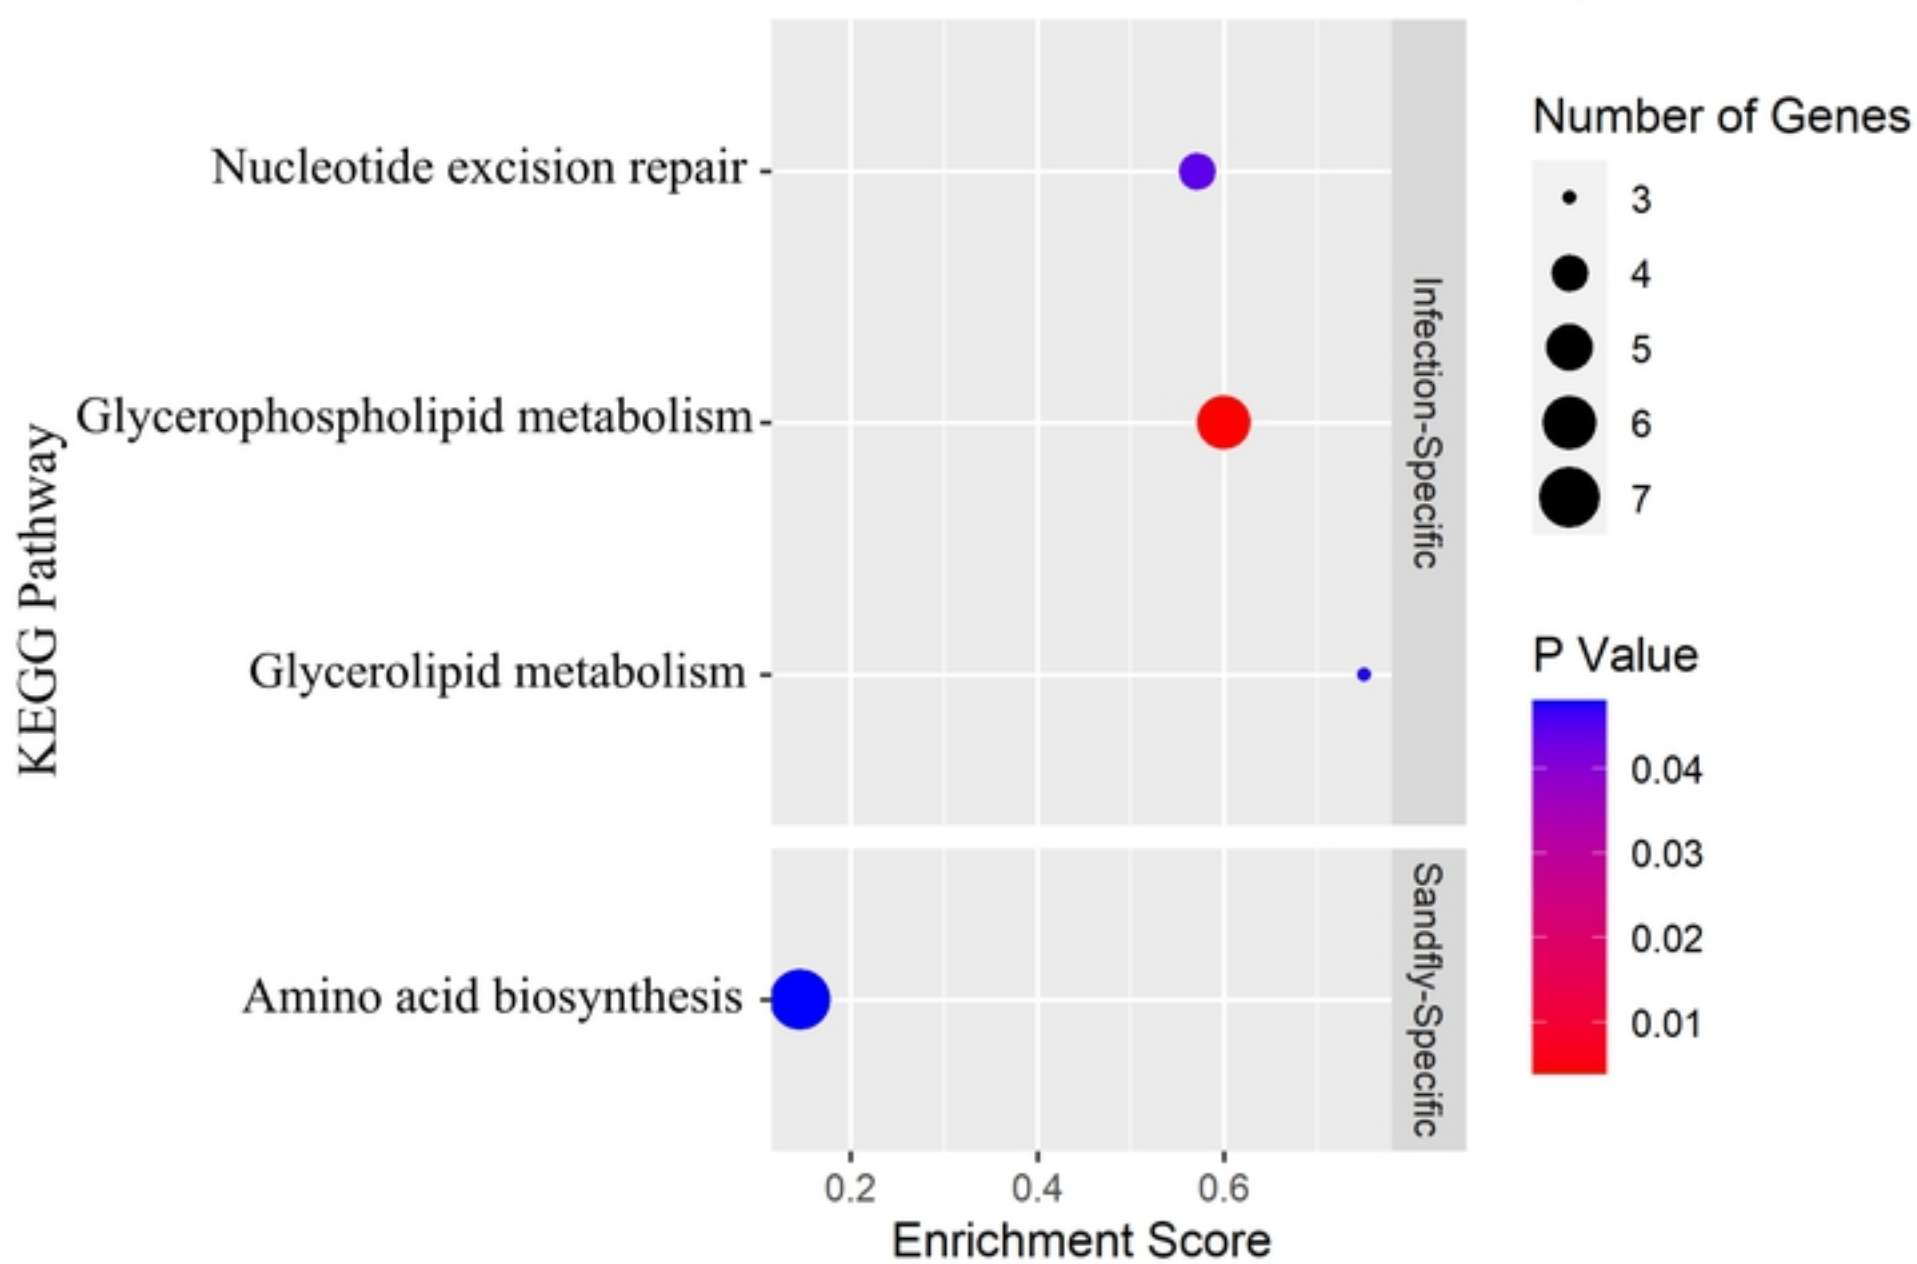 KEGG Pathway
Nucleotide excision repair
Glycerophospholipid metabolism
Glycerolipid metabolism
Amino acid biosynthesis
Infection-Specific
Sandfly-Specific
0.2 0.4 0.6
Enrichment Score
Number of Genes
3
4
5
6
7
P Value
0.04
0.03
0.02
0.01